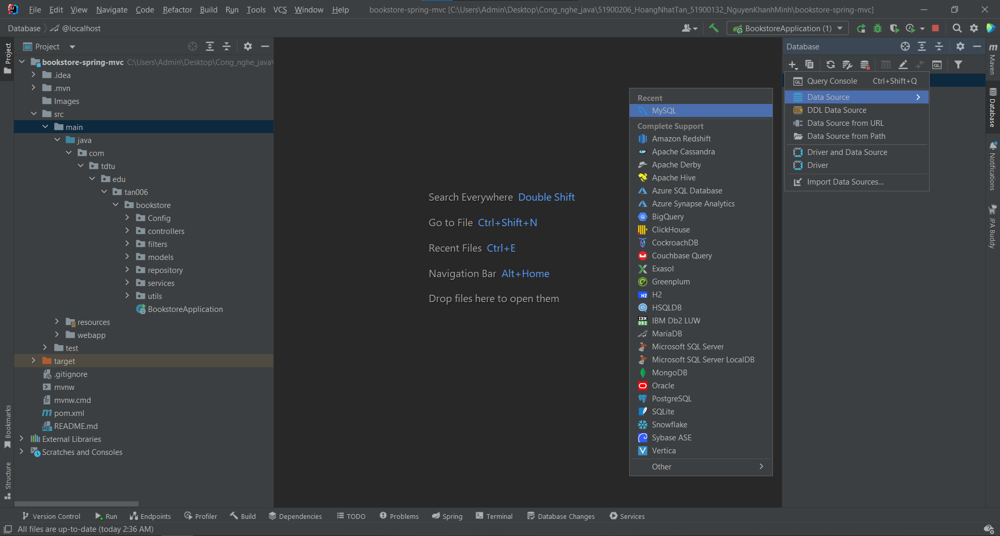 File Edit View Navigate Code Refactor Build Run Tools VCS Window Help bookstore-spring-mvc [C:\Users\Admin\Desktop\Cong_nghe_java\51900206_HoangNhatTan_51900132_NguyenKhanhMinh\bookstore-spring-mvc]
Database @localhost
BookstoreApplication (1)
Project
Project
bookstore-spring-mvc C:\Users\Admin\Desktop\Cong_nghe_java\
.idea
.mvn
Images
src
main
java
com
tdtu
edu
tan006
bookstore
Config
controllers
filters
models
repository
services
utils
BookstoreApplication
resources
webapp
test
target
.gitignore
mvnw
mvnw.cmd
pom.xml
README.md
External Libraries
Scratches and Consoles
Bookmarks
Structure
Search Everywhere Double Shift
Go to File Ctrl+Shift+N
Recent Files Ctrl+E
Navigation Bar Alt+Home
Drop files here to open them
Recent
MySQL
Complete Support
Amazon Redshift
Apache Cassandra
Apache Derby
Apache Hive
Azure SQL Database
Azure Synapse Analytics
BigQuery
ClickHouse
CockroachDB
Couchbase Query
Exasol
Greenplum
H2
HSQLDB
IBM Db2 LUW
MariaDB
Microsoft SQL Server
Microsoft SQL Server LocalDB
MongoDB
Oracle
PostgreSQL
SQLite
Snowflake
Sybase ASE
Vertica
Other
Database
Query Console Ctrl+Shift+Q
Data Source
DDL Data Source
Data Source from URL
Data Source from Path
Driver and Data Source
Driver
Import Data Sources...
Maven
Database
Notifications
JPA Buddy
Version Control Run Endpoints Profiler Build Dependencies TODO Problems Spring Terminal Database Changes Services
All files are up-to-date (today 2:36 AM)